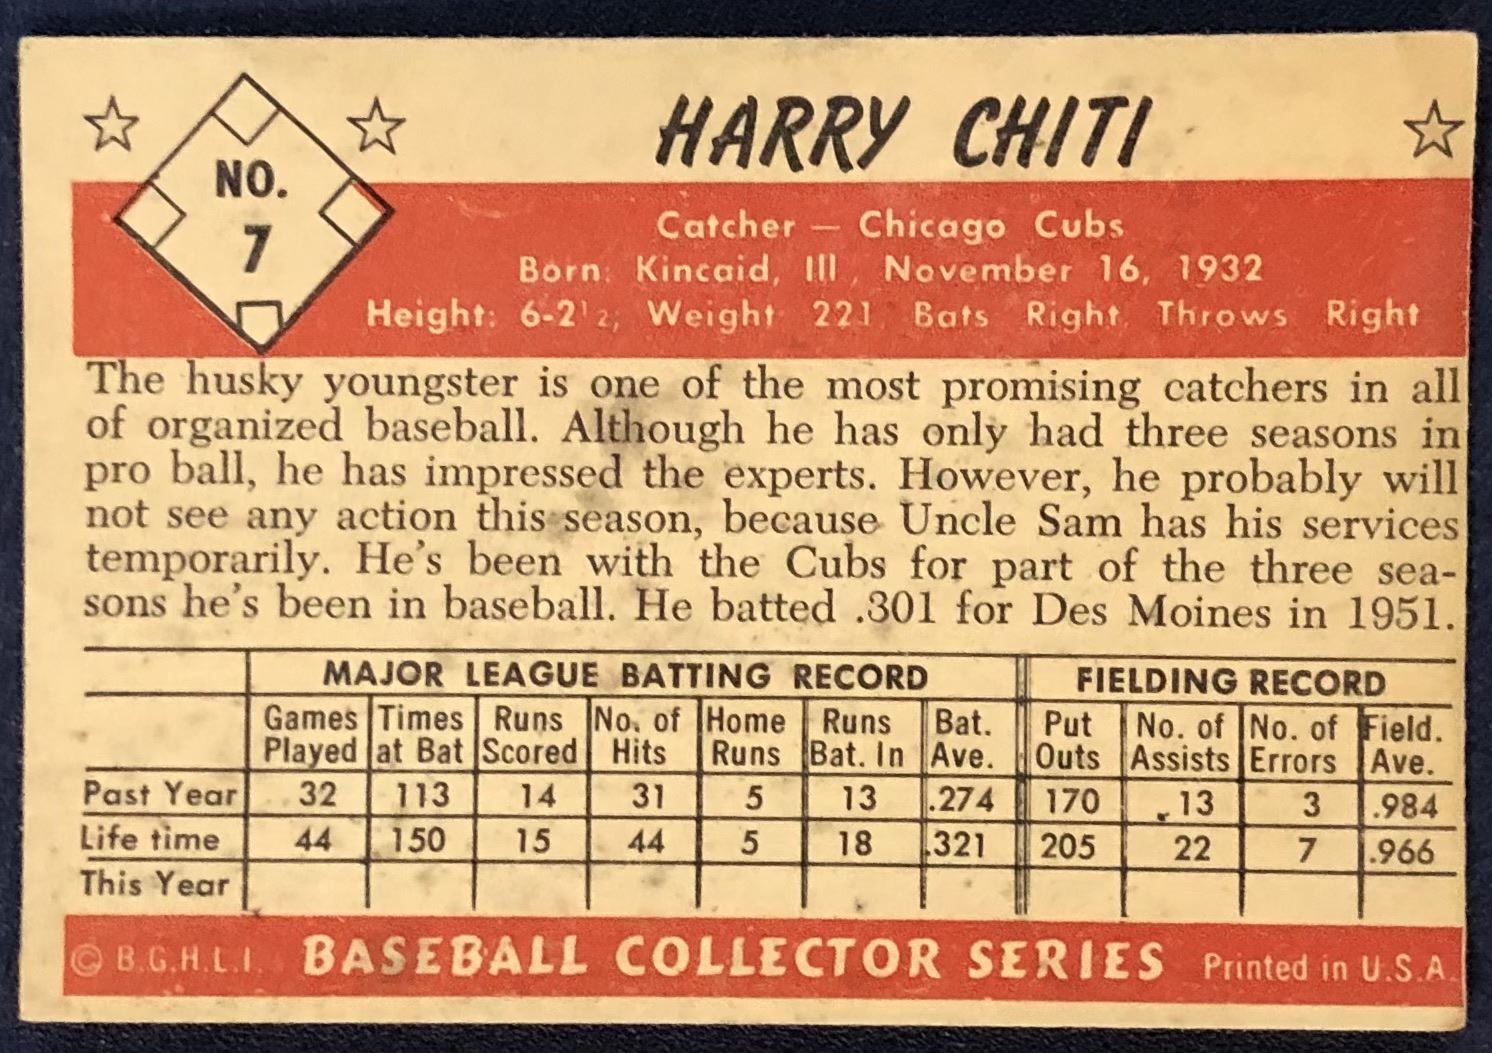 NO.
7
HARRY CHITI
Catcher — Chicago Cubs
Born: Kincaid, Ill., November 16, 1932
Height: 6-2½; Weight 221 Bats Right Throws Right
The husky youngster is one of the most promising catchers in all
of organized baseball. Although he has only had three seasons in
pro ball, he has impressed the experts. However, he probably will
not see any action this season, because Uncle Sam has his services
temporarily. He's been with the Cubs for part of the three sea-
sons he's been in baseball. He batted .301 for Des Moines in 1951.
MAJOR LEAGUE BATTING RECORD FIELDING RECORD
Games Played Times at Bat Runs Scored No. of Hits Home Runs Runs Bat. In Bat. Ave. Put Outs No. of Assists No. of Errors Field. Ave.
Past Year 32 113 14 31 5 13 .274 170 13 3 .984
Life time 44 150 15 44 5 18 .321 205 22 7 .966
This Year
© B.G.H.L.I. BASEBALL COLLECTOR SERIES Printed in U.S.A.